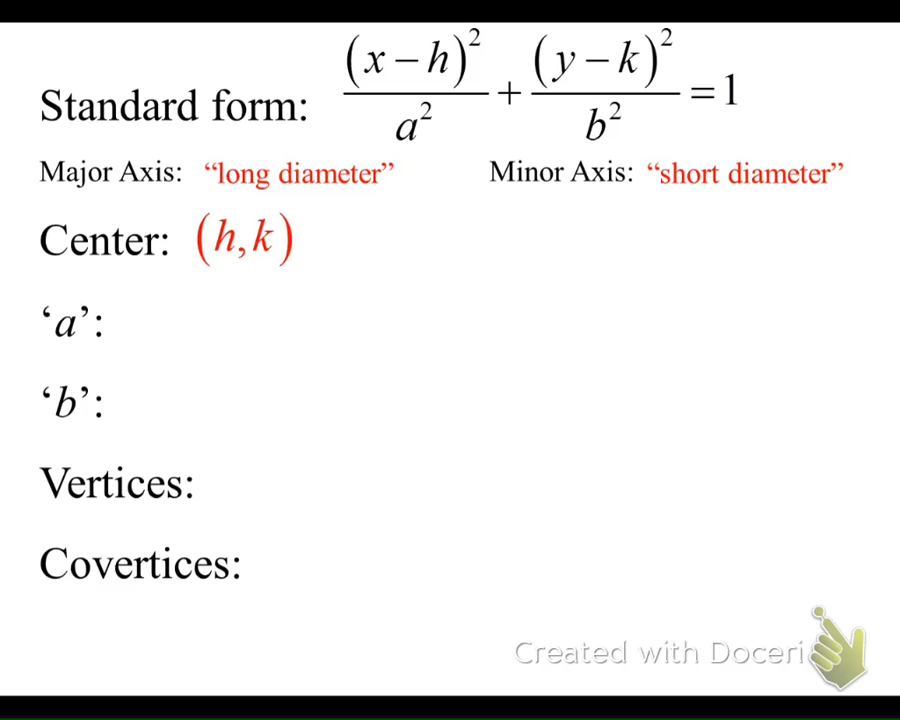 Standard form: (x − h)²/a² + (y − k)²/b² = 1
Major Axis: “long diameter” Minor Axis: “short diameter”
Center: (h, k)
‘a’:
‘b’:
Vertices:
Covertices:
Created with Doceri